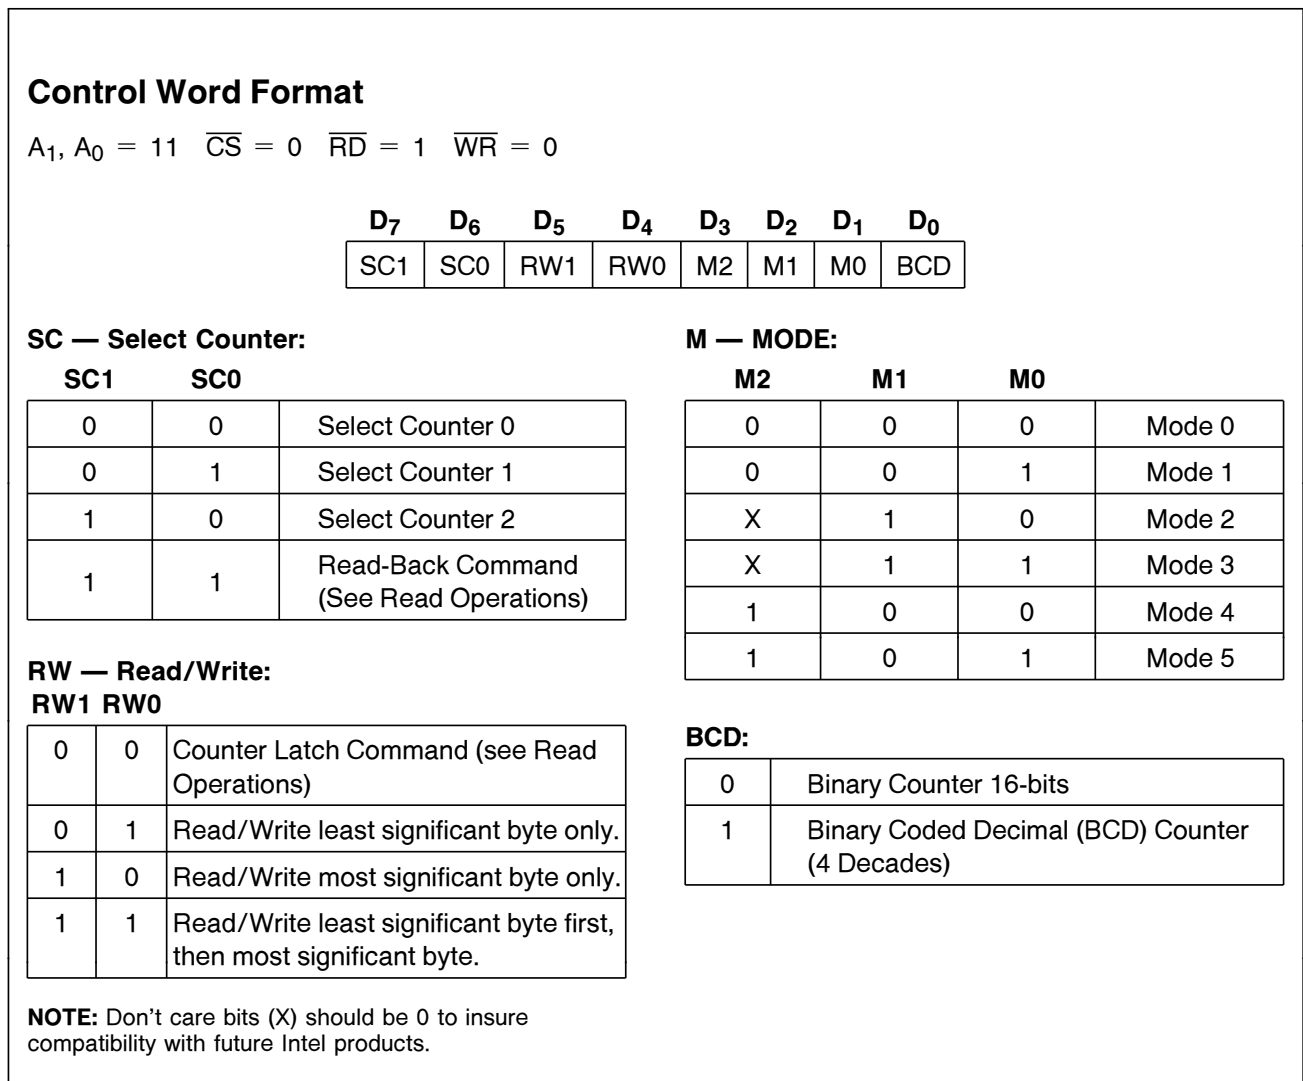 Control Word Format
A₁, A₀ = 11 C̅S̅ = 0 R̅D̅ = 1 W̅R̅ = 0
D₇ D₆ D₅ D₄ D₃ D₂ D₁ D₀
SC1 SC0 RW1 RW0 M2 M1 M0 BCD
SC — Select Counter:
SC1 SC0
0 0 Select Counter 0
0 1 Select Counter 1
1 0 Select Counter 2
1 1 Read-Back Command
(See Read Operations)
RW — Read/Write:
RW1 RW0
0 0 Counter Latch Command (see Read
Operations)
0 1 Read/Write least significant byte only.
1 0 Read/Write most significant byte only.
1 1 Read/Write least significant byte first,
then most significant byte.
M — MODE:
M2 M1 M0
0 0 0 Mode 0
0 0 1 Mode 1
X 1 0 Mode 2
X 1 1 Mode 3
1 0 0 Mode 4
1 0 1 Mode 5
BCD:
0 Binary Counter 16-bits
1 Binary Coded Decimal (BCD) Counter
(4 Decades)
NOTE: Don't care bits (X) should be 0 to insure
compatibility with future Intel products.